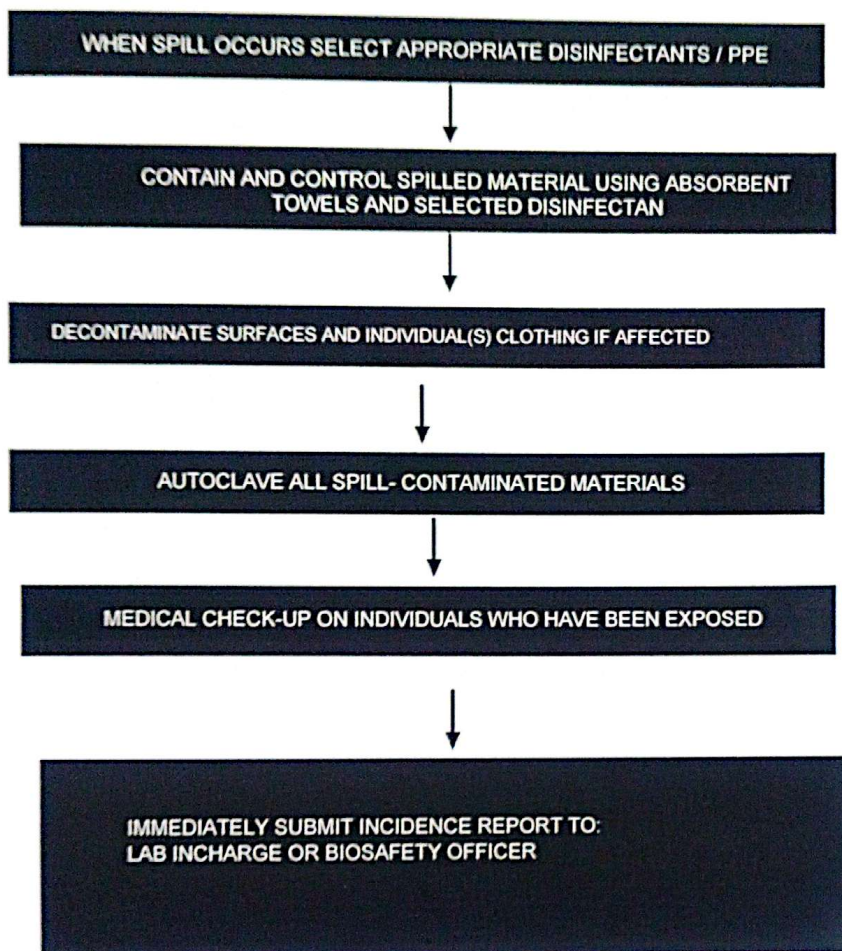 WHEN SPILL OCCURS SELECT APPROPRIATE DISINFECTANTS / PPE
CONTAIN AND CONTROL SPILLED MATERIAL USING ABSORBENT
TOWELS AND SELECTED DISINFECTAN
DECONTAMINATE SURFACES AND INDIVIDUAL(S) CLOTHING IF AFFECTED
AUTOCLAVE ALL SPILL- CONTAMINATED MATERIALS
MEDICAL CHECK-UP ON INDIVIDUALS WHO HAVE BEEN EXPOSED
IMMEDIATELY SUBMIT INCIDENCE REPORT TO:
LAB INCHARGE OR BIOSAFETY OFFICER